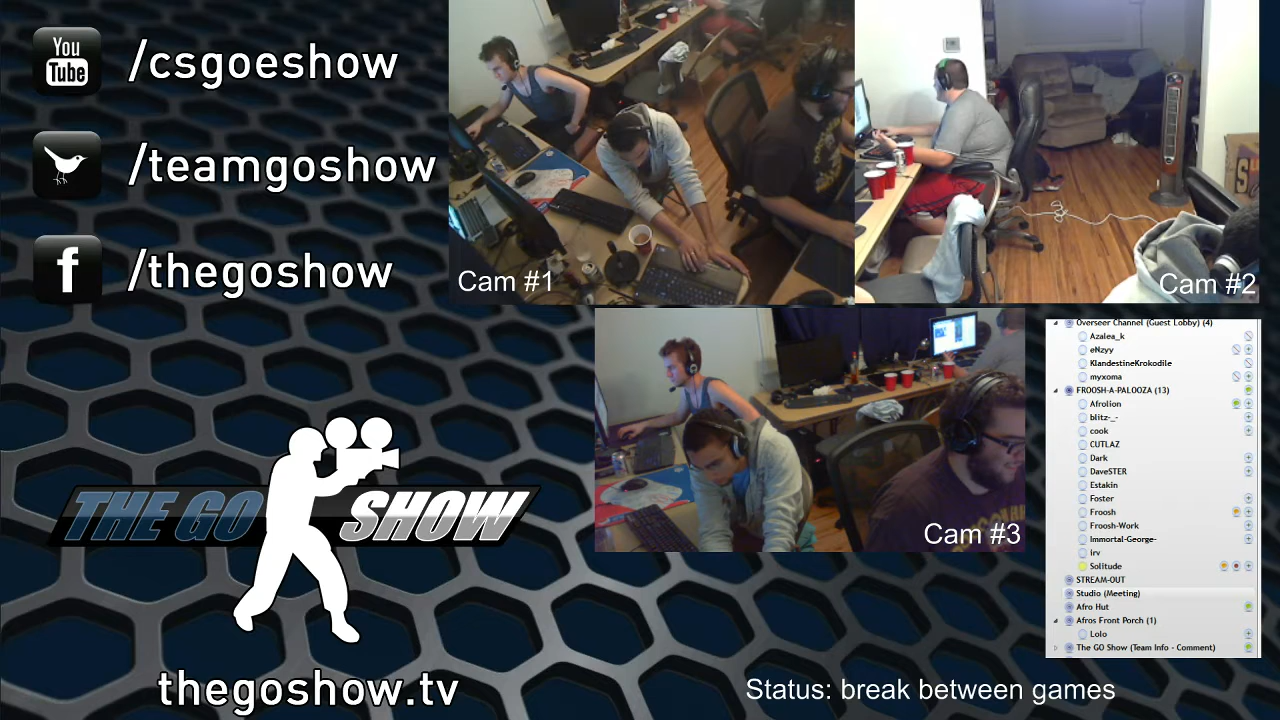 You
Tube
/csgoeshow
/teamgoshow
f
/thegoshow
THE GO SHOW
thegoshow.tv
Cam #1
Cam #2
Cam #3
Overseer Channel (Guest Lobby) (4)
Azalea_k
eNzyy
KlandestineKrokodile
myxoma
FROOSH-A-PALOOZA (13)
Afrolion
blitz-_-
cook
CUTLAZ
Dark
DaveSTER
Estakin
Foster
Froosh
Froosh-Work
Immortal-George-
irv
Solitude
STREAM-OUT
Studio (Meeting)
Afro Hut
Afros Front Porch (1)
Lolo
The GO Show (Team Info - Comment)
Status: break between games